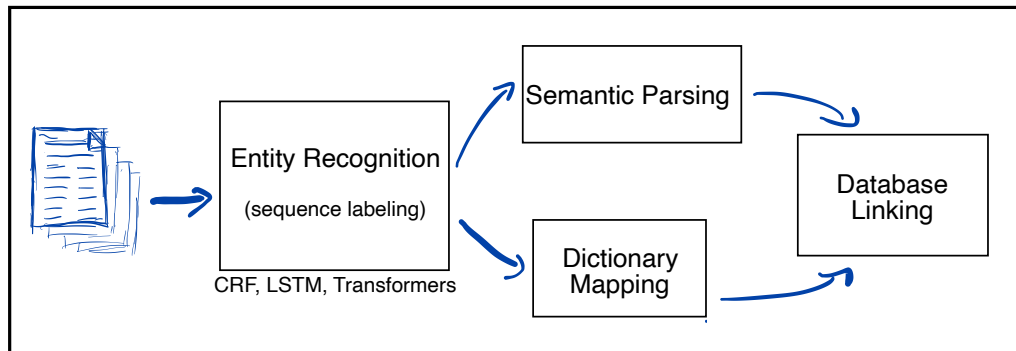 Entity Recognition
(sequence labeling)
CRF, LSTM, Transformers
Semantic Parsing
Dictionary
Mapping
Database
Linking